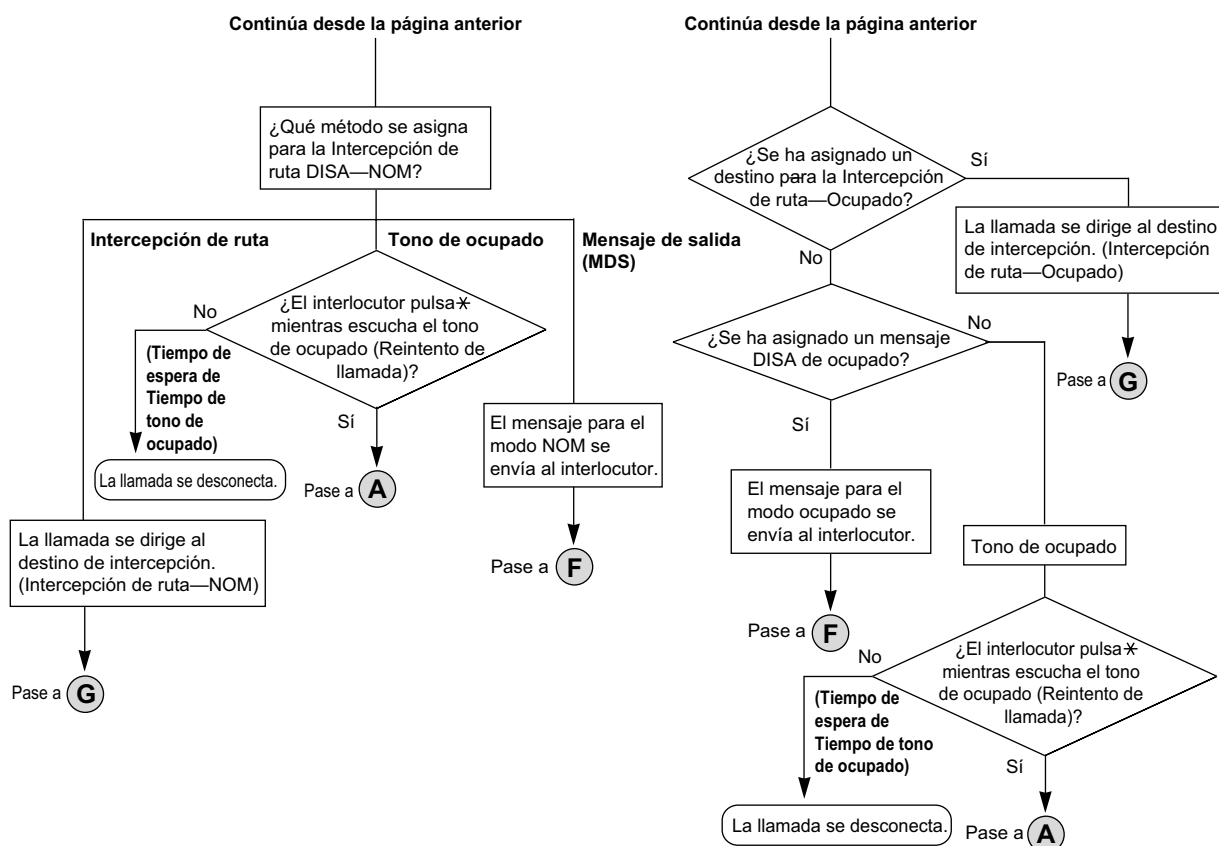 Continúa desde la página anterior
¿Qué método se asigna
para la Intercepción de
ruta DISA—NOM?
Intercepción de ruta
Tono de ocupado
Mensaje de salida
(MDS)
No
¿El interlocutor pulsa*
mientras escucha el tono
de ocupado (Reintento de
llamada)?
(Tiempo de
espera de
Tiempo de
tono de
ocupado)
Sí
La llamada se desconecta.
Pase a A
El mensaje para el
modo NOM se
envía al interlocutor.
Pase a F
La llamada se dirige al
destino de intercepción.
(Intercepción de ruta—NOM)
Pase a G
Continúa desde la página anterior
¿Se ha asignado un
destino para la Intercepción
de ruta—Ocupado?
Sí
La llamada se dirige al destino
de intercepción. (Intercepción
de ruta—Ocupado)
Pase a G
No
¿Se ha asignado un mensaje
DISA de ocupado?
No
Sí
El mensaje para el
modo ocupado se
envía al interlocutor.
Pase a F
Tono de ocupado
No
¿El interlocutor pulsa*
mientras escucha el tono
de ocupado (Reintento de
llamada)?
(Tiempo de
espera de
Tiempo de tono
de ocupado)
Sí
La llamada se desconecta.
Pase a A